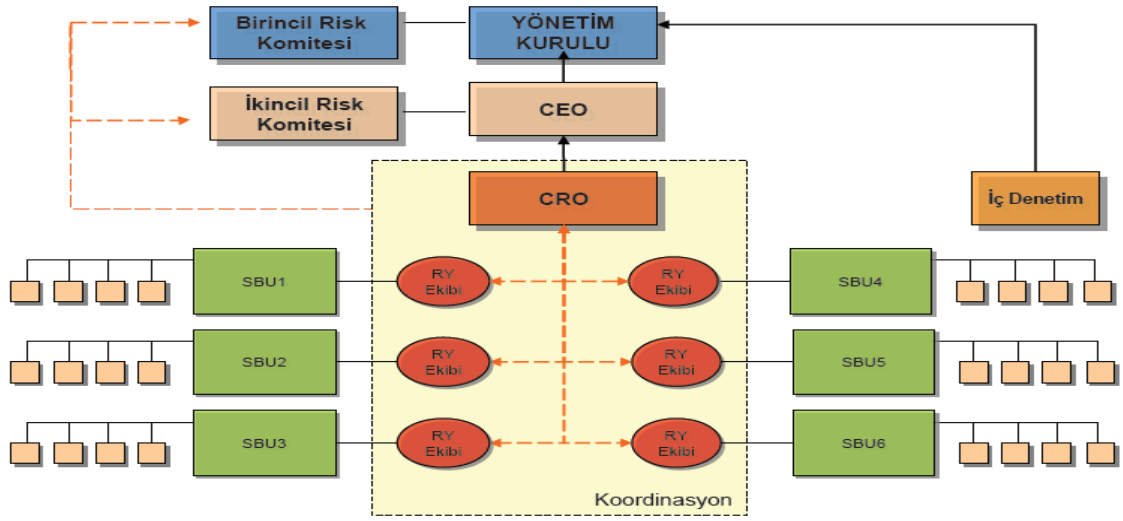 Birincil Risk
Komitesi
YÖNETİM
KURULU
İkincil Risk
Komitesi
CEO
CRO
İç Denetim
SBU1
RY
Ekibi
RY
Ekibi
SBU4
SBU2
RY
Ekibi
RY
Ekibi
SBU5
SBU3
RY
Ekibi
RY
Ekibi
SBU6
Koordinasyon